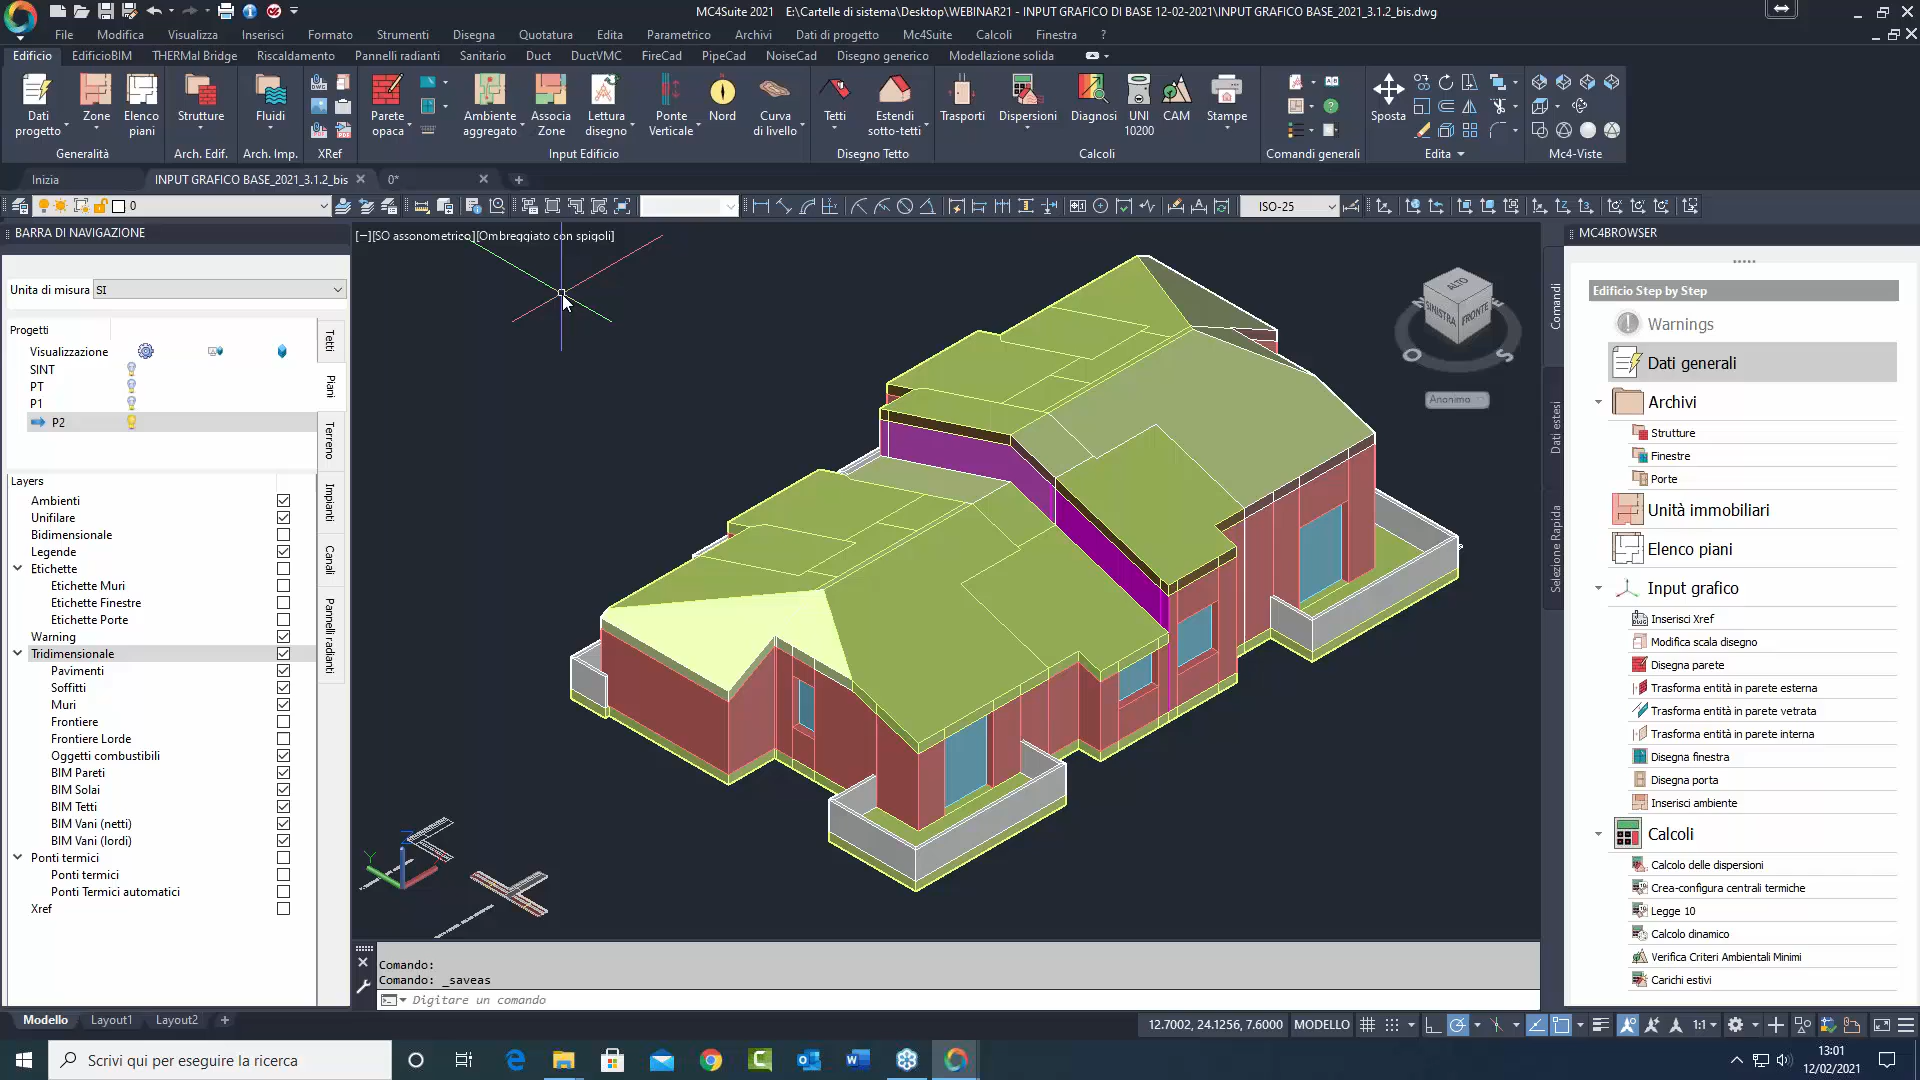 MC4Suite 2021 E:\Cartelle di sistema\Desktop\WEBINAR21 - INPUT GRAFICO DI BASE 12-02-2021\INPUT GRAFICO BASE_2021_3.1.2_bis.dwg
File Modifica Visualizza Inserisci Formato Strumenti Disegna Quotatura Edita Parametrico Archivi Dati di progetto Mc4Suite Calcoli Finestra ?
Edificio EdificioBIM THERMal Bridge Riscaldamento Pannelli radianti Sanitario Duct DuctVMC FireCad PipeCad NoiseCad Disegno generico Modellazione solida
Dati progetto Zone Elenco piani Strutture Fluidi Parete opaca Ambiente aggregato Associa Zone Lettura disegno Ponte Verticale Nord Curva di livello Tetti Estendi sotto-tetti Trasporti Dispersioni Diagnosi UNI 10200 CAM Stampe Sposta
Generalità Arch. Edif. Arch. Imp. XRef Input Edificio Disegno Tetto Calcoli Comandi generali Edita Mc4-Viste
Inizia INPUT GRAFICO BASE_2021_3.1.2_bis 0*
0 ISO-25
BARRA DI NAVIGAZIONE
Unita di misura SI
Progetti
Visualizzazione
SINT
PT
P1
P2
Tetti
Piani
Terreno
Impianti
Canali
Pannelli radianti
Layers
Ambienti
Unifilare
Bidimensionale
Legende
Etichette
Etichette Muri
Etichette Finestre
Etichette Porte
Warning
Tridimensionale
Pavimenti
Soffitti
Muri
Frontiere
Frontiere Lorde
Oggetti combustibili
BIM Pareti
BIM Solai
BIM Tetti
BIM Vani (netti)
BIM Vani (lordi)
Ponti termici
Ponti termici
Ponti Termici automatici
Xref
[−][SO assonometrico][Ombreggiato con spigoli]
ALTO
SINISTRA FRONTE
N
O S
Anonimo
Z
Y
Comando:
Comando: _saveas
Digitare un comando
MC4BROWSER
Comandi
Dati estesi
Selezione Rapida
Edificio Step by Step
Warnings
Dati generali
Archivi
Strutture
Finestre
Porte
Unità immobiliari
Elenco piani
Input grafico
Inserisci Xref
Modifica scala disegno
Disegna parete
Trasforma entità in parete esterna
Trasforma entità in parete vetrata
Trasforma entità in parete interna
Disegna finestra
Disegna porta
Inserisci ambiente
Calcoli
Calcolo delle dispersioni
Crea-configura centrali termiche
Legge 10
Calcolo dinamico
Verifica Criteri Ambientali Minimi
Carichi estivi
Modello Layout1 Layout2 +
12.7002, 24.1256, 7.6000 MODELLO 1:1
Scrivi qui per eseguire la ricerca
13:01
12/02/2021